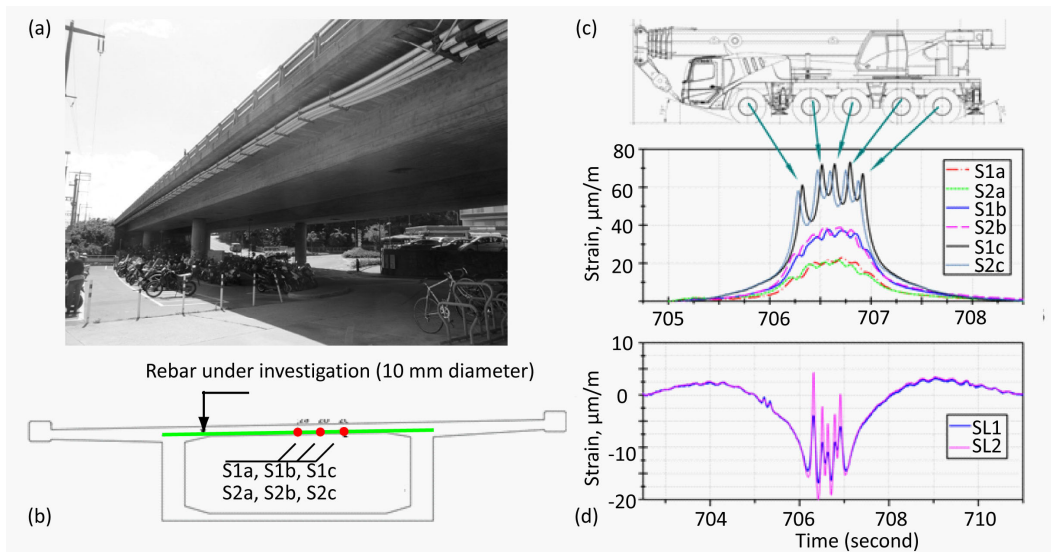 (a)
Rebar under investigation (10 mm diameter)
S1a, S1b, S1c
S2a, S2b, S2c
(b)
(c)
80
60
40
20
Strain, μm/m
S1a
S2a
S1b
S2b
S1c
S2c
705 706 707 708
10
0
-10
-20
Strain, μm/m
SL1
SL2
704 706 708 710
(d) Time (second)